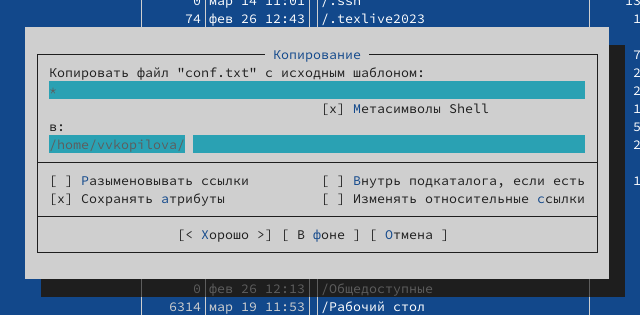 0 мар 14 11:01 /.ssh
74 фев 26 12:43 /.texlive2023 1
Копирование
Копировать файл "conf.txt" с исходным шаблоном:
*
[x] Метасимволы Shell
в:
/home/vvkopilova/
[ ] Разыменовывать ссылки [ ] Внутрь подкаталога, если есть
[x] Сохранять атрибуты [ ] Изменять относительные ссылки
[< Хорошо >] [ В фоне ] [ Отмена ]
0 фев 26 12:13 /Общедоступные
6314 мар 19 11:53 /Рабочий стол